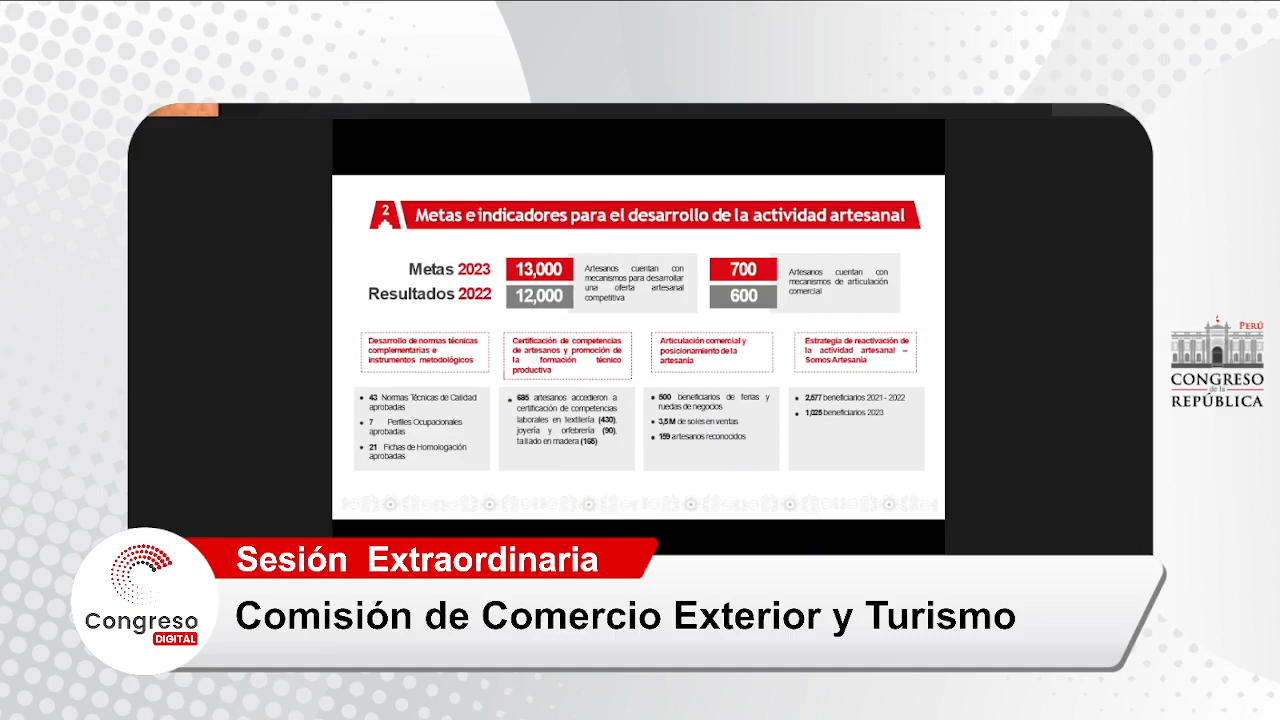 2
Metas e indicadores para el desarrollo de la actividad artesanal
Metas 2023
13,000
Resultados 2022
12,000
Artesanos cuentan con
mecanismos para desarrollar
una oferta artesanal
competitiva
700
600
Artesanos cuentan con
mecanismos de articulación
comercial
Desarrollo de normas técnicas
complementarias e
instrumentos metodológicos
Certificación de competencias
de artesanos y promoción de
la formación técnico
productiva
Articulación comercial y
posicionamiento de la
artesanía
Estrategia de reactivación de
la actividad artesanal –
Somos Artesanía
• 43 Normas Técnicas de Calidad
aprobadas
• 7 Perfiles Ocupacionales
aprobadas
• 21 Fichas de Homologación
aprobadas
• 685 artesanos accedieron a
certificación de competencias
laborales en textilería (430),
joyería y orfebrería (90),
tallado en madera (165)
• 500 beneficiarios de ferias y
ruedas de negocios
• 3,5 M de soles en ventas
• 159 artesanos reconocidos
• 2,577 beneficiarios 2021 - 2022
• 1,025 beneficiarios 2023
PERÚ
CONGRESO
de la
REPÚBLICA
Sesión Extraordinaria
Comisión de Comercio Exterior y Turismo
Congreso
DIGITAL